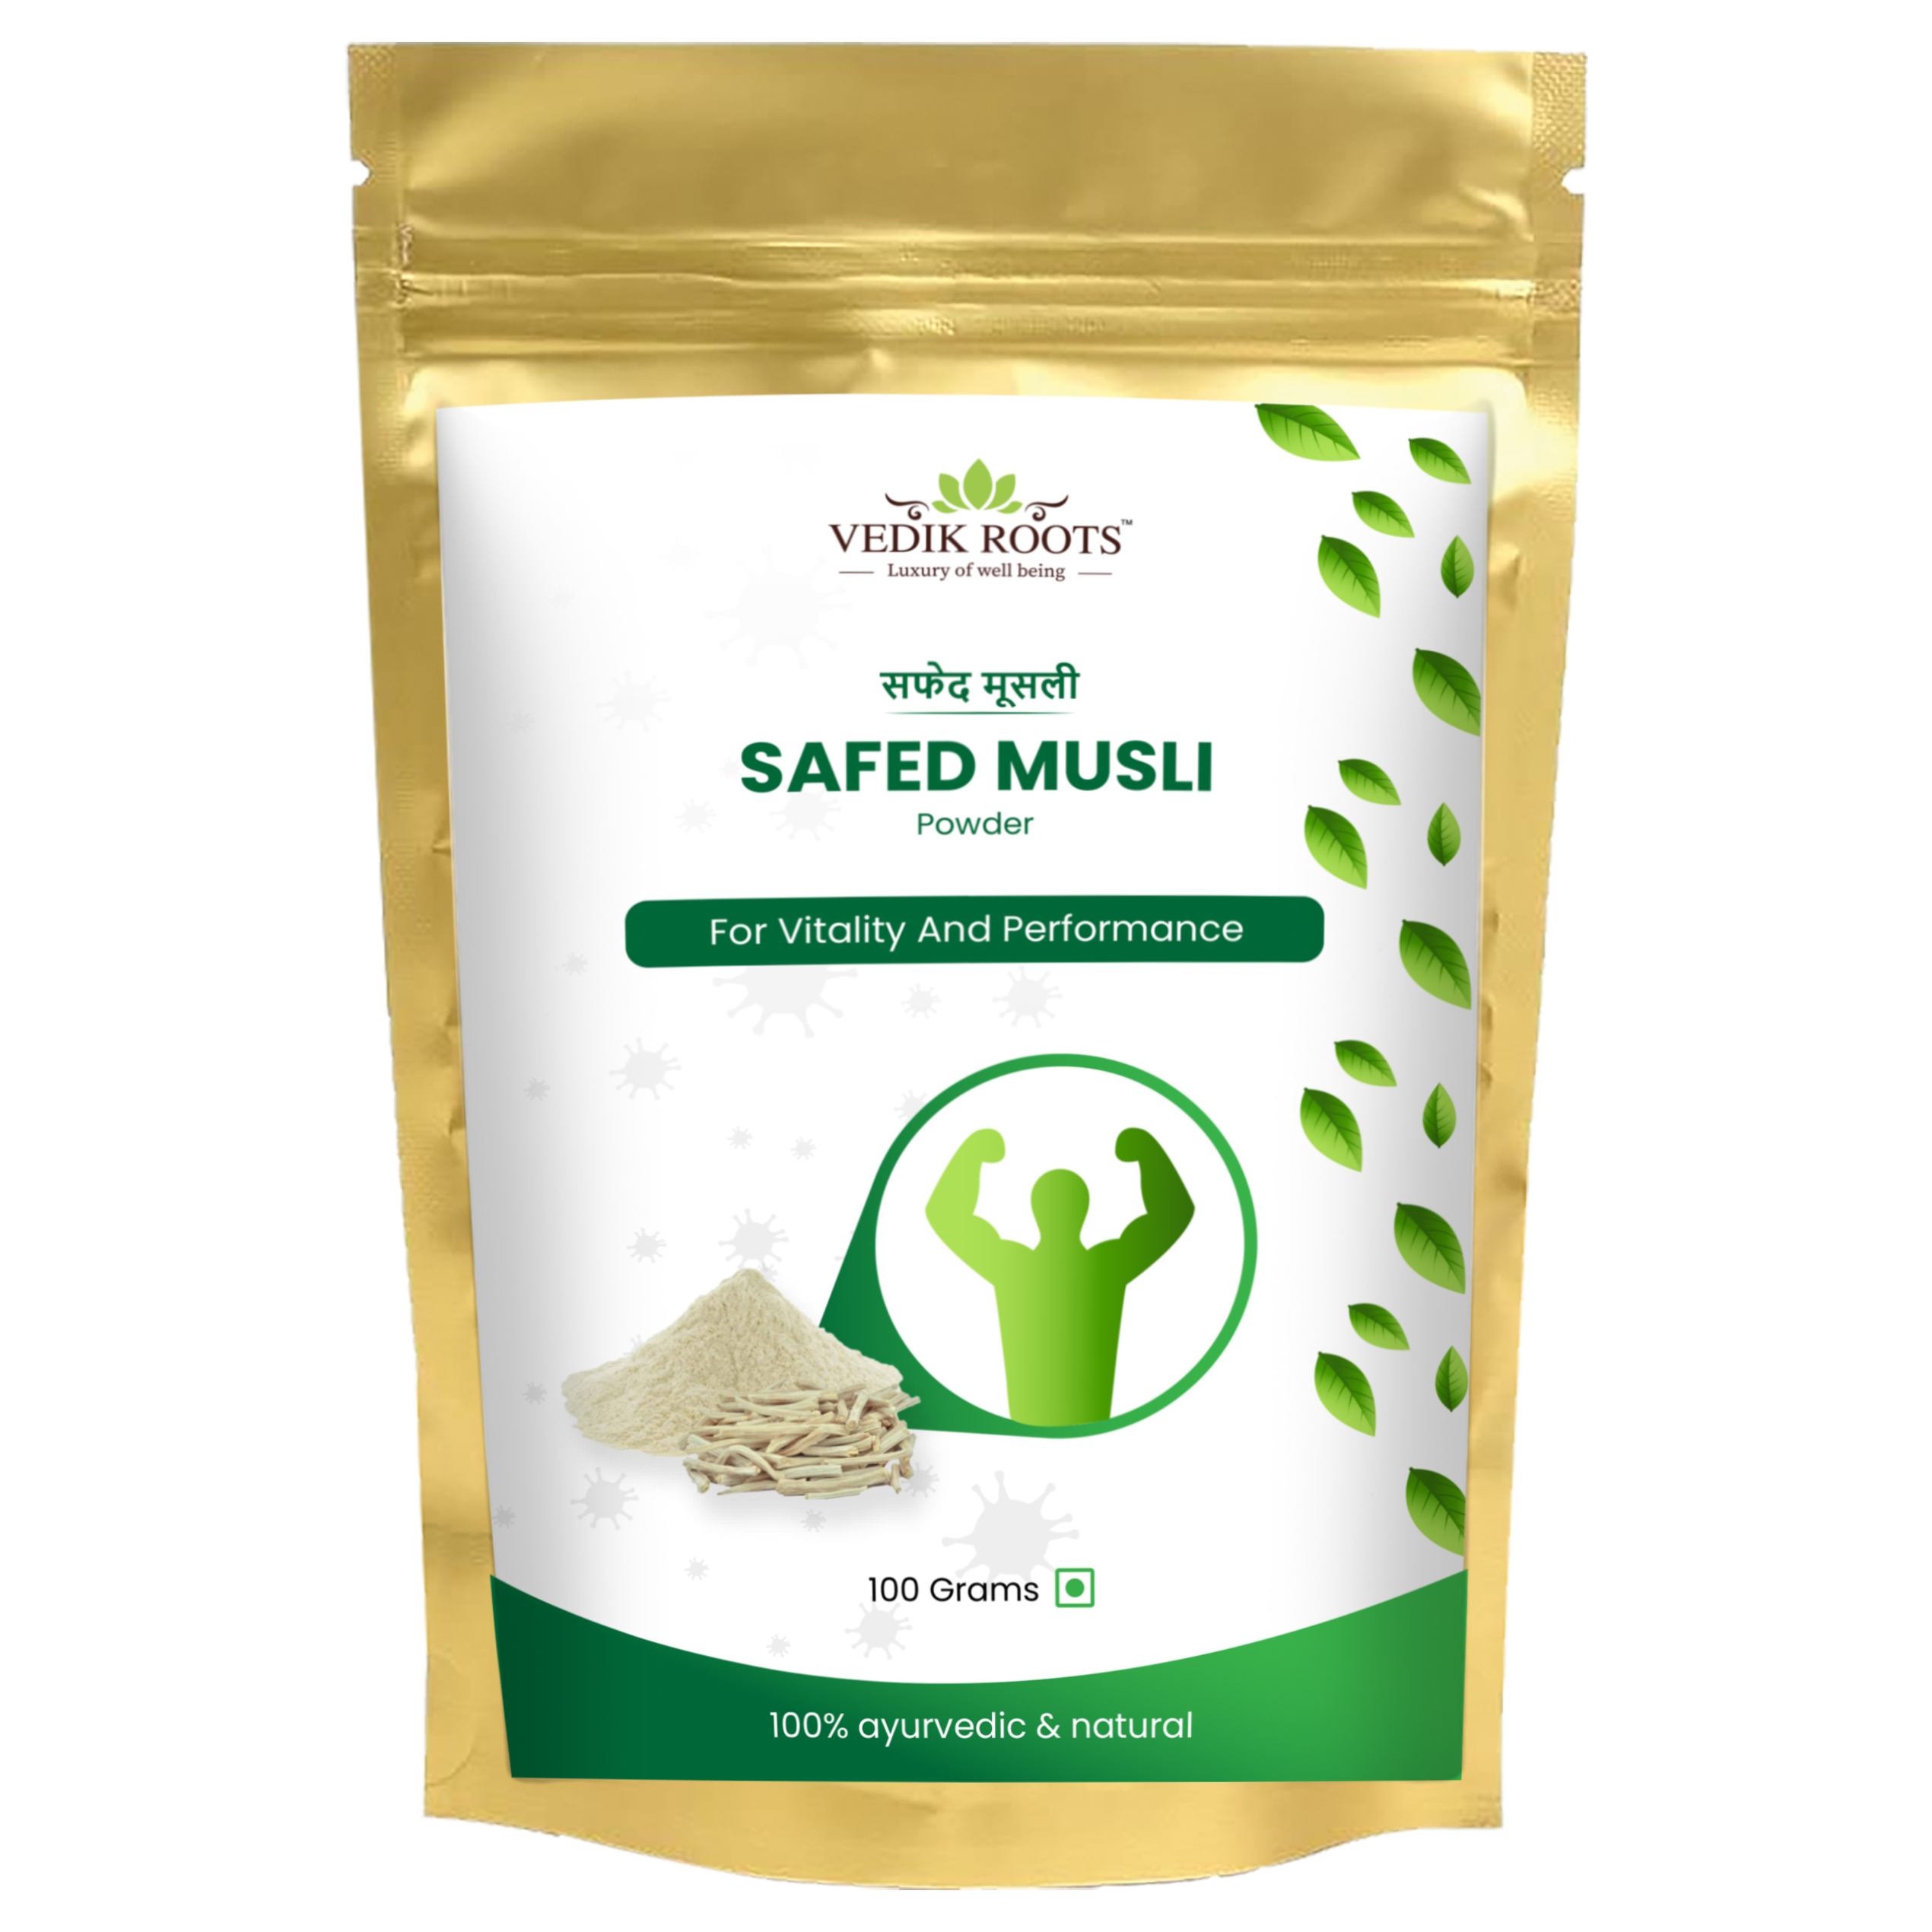 VEDIK ROOTS™
Luxury of well being
सफेद मूसली
SAFED MUSLI
Powder
For Vitality And Performance
100 Grams
100% ayurvedic & natural